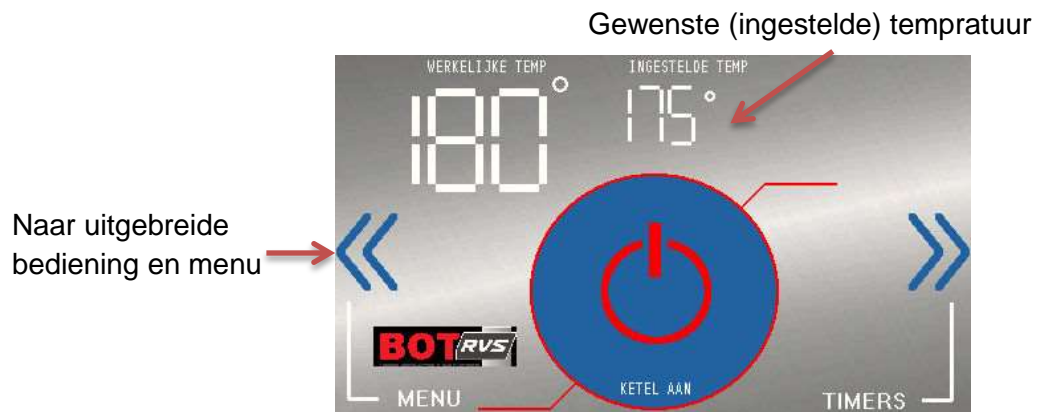 Gewenste (ingestelde) tempratuur
WERKELIJKE TEMP
INGESTELDE TEMP
180°
175°
Naar uitgebreide
bediening en menu
BOT RVS
MENU
KETEL AAN
TIMERS